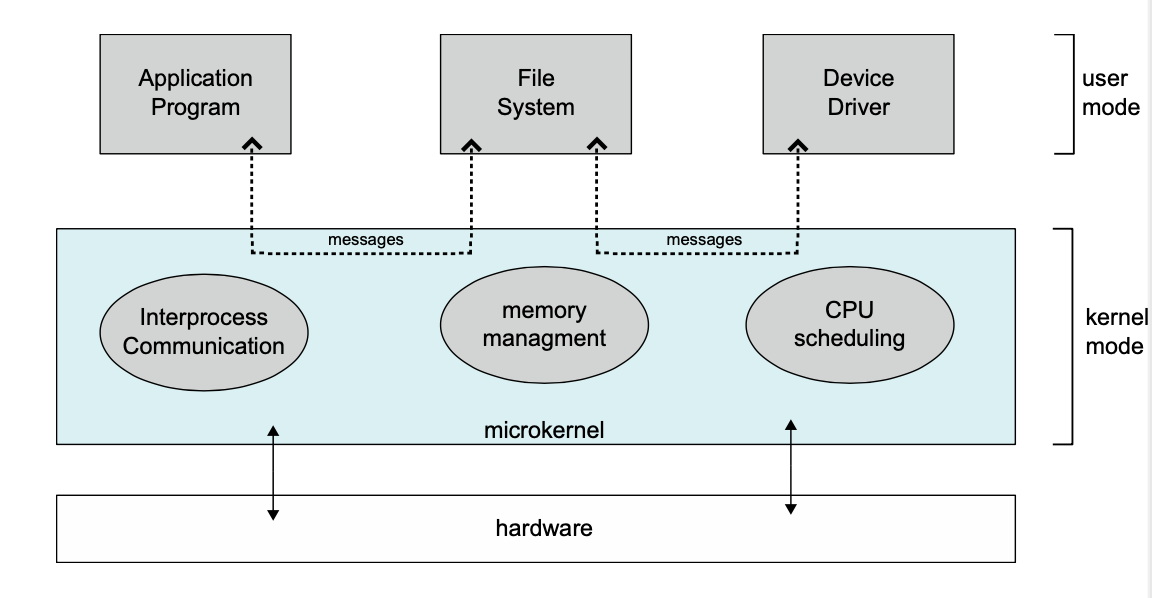 Application
Program
File
System
Device
Driver
user
mode
messages
messages
Interprocess
Communication
memory
managment
CPU
scheduling
kernel
mode
microkernel
hardware